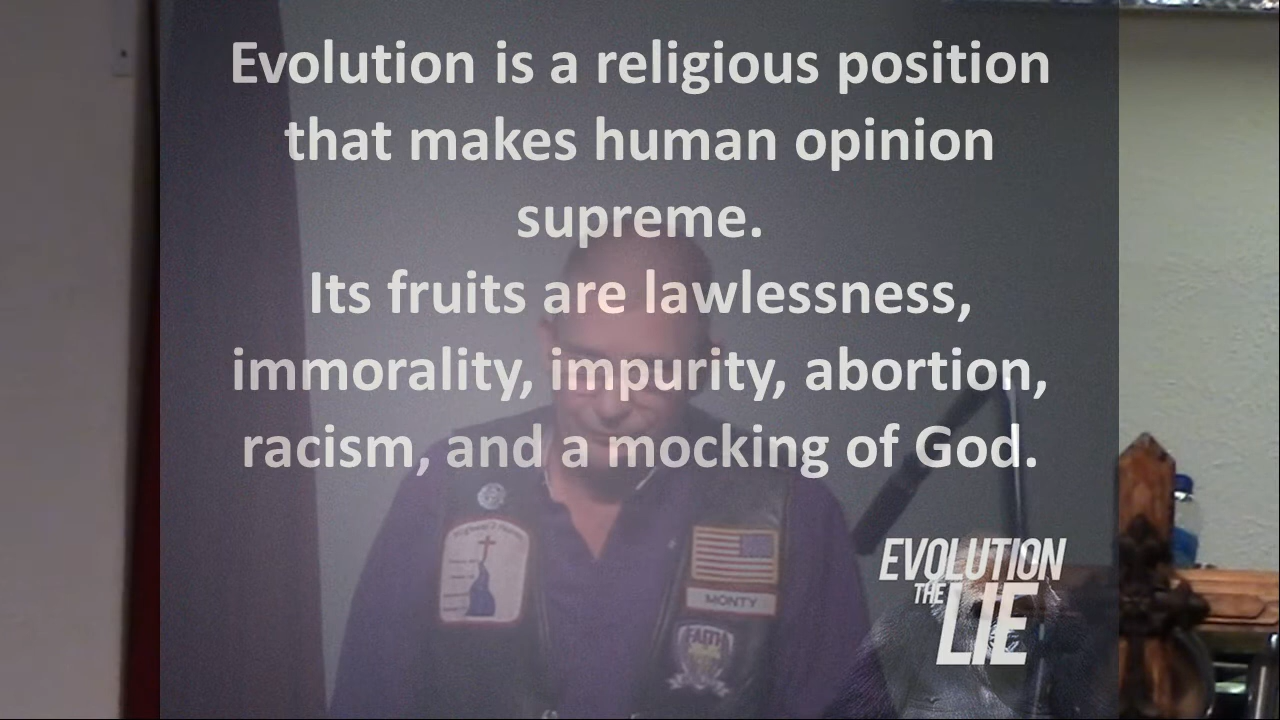 Evolution is a religious position
that makes human opinion
supreme.
Its fruits are lawlessness,
immorality, impurity, abortion,
racism, and a mocking of God.
EVOLUTION
THE
LIE
MONTY
FAITH